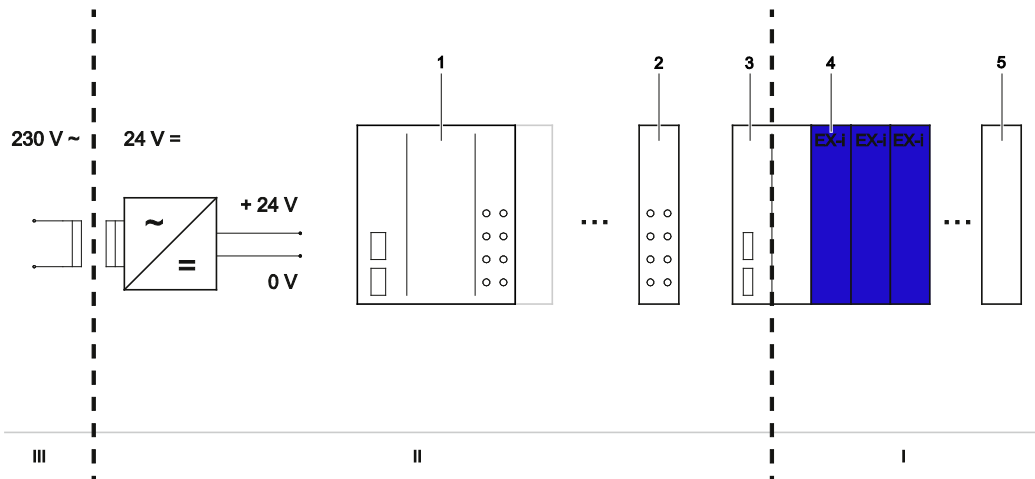 1
2
3
4
5
230 V ~
24 V =
EX-i EX-i EX-i
+ 24 V
~
...
...
=
0 V
III
II
I